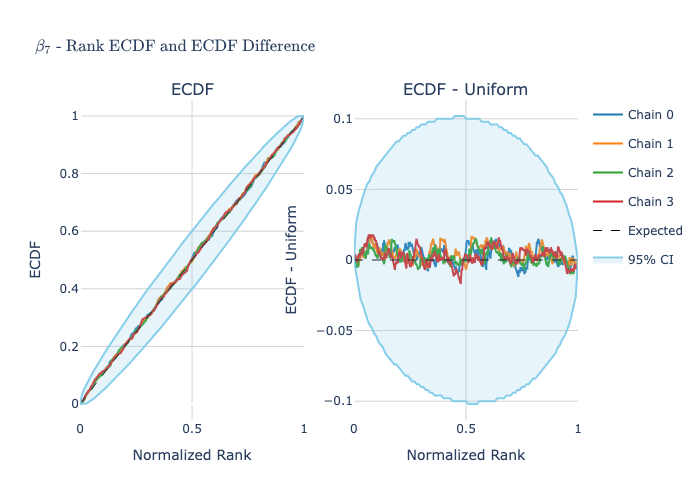 β₇ - Rank ECDF and ECDF Difference
ECDF
ECDF
1
0.8
0.6
0.4
0.2
0
0
0.5
1
Normalized Rank
ECDF - Uniform
ECDF - Uniform
0.1
0.05
0
−0.05
−0.1
0
0.5
1
Normalized Rank
Chain 0
Chain 1
Chain 2
Chain 3
Expected
95% CI